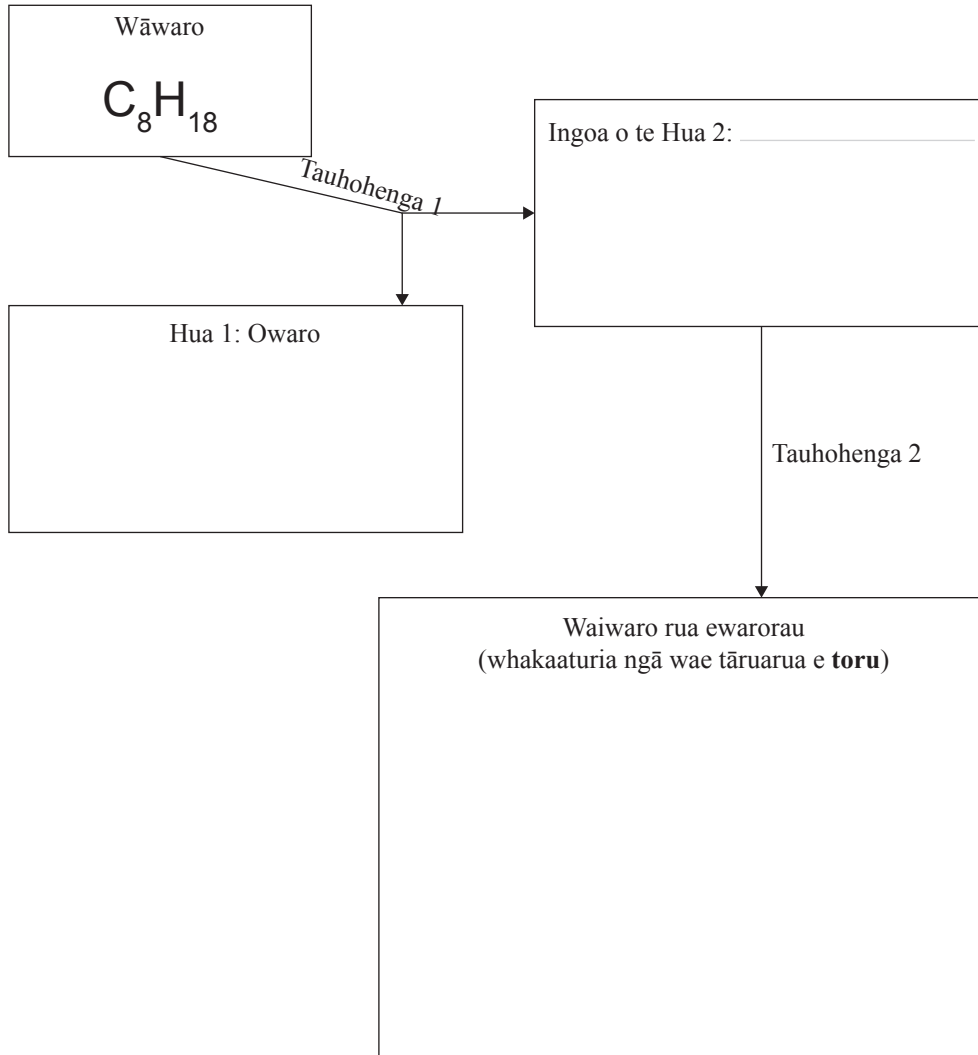 Wāwaro
C₈H₁₈
Tauhohenga 1
Ingoa o te Hua 2:
Hua 1: Owaro
Tauhohenga 2
Waiwaro rua ewarorau
(whakaaturia ngā wae tāruarua e toru)